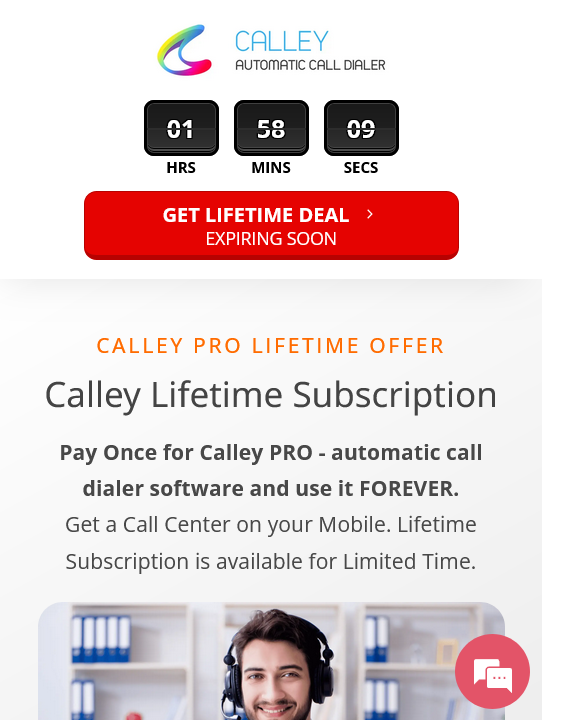 CALLEY
AUTOMATIC CALL DIALER
01 58 09
HRS MINS SECS
GET LIFETIME DEAL
EXPIRING SOON
CALLEY PRO LIFETIME OFFER
Calley Lifetime Subscription
Pay Once for Calley PRO - automatic call
dialer software and use it FOREVER.
Get a Call Center on your Mobile. Lifetime
Subscription is available for Limited Time.